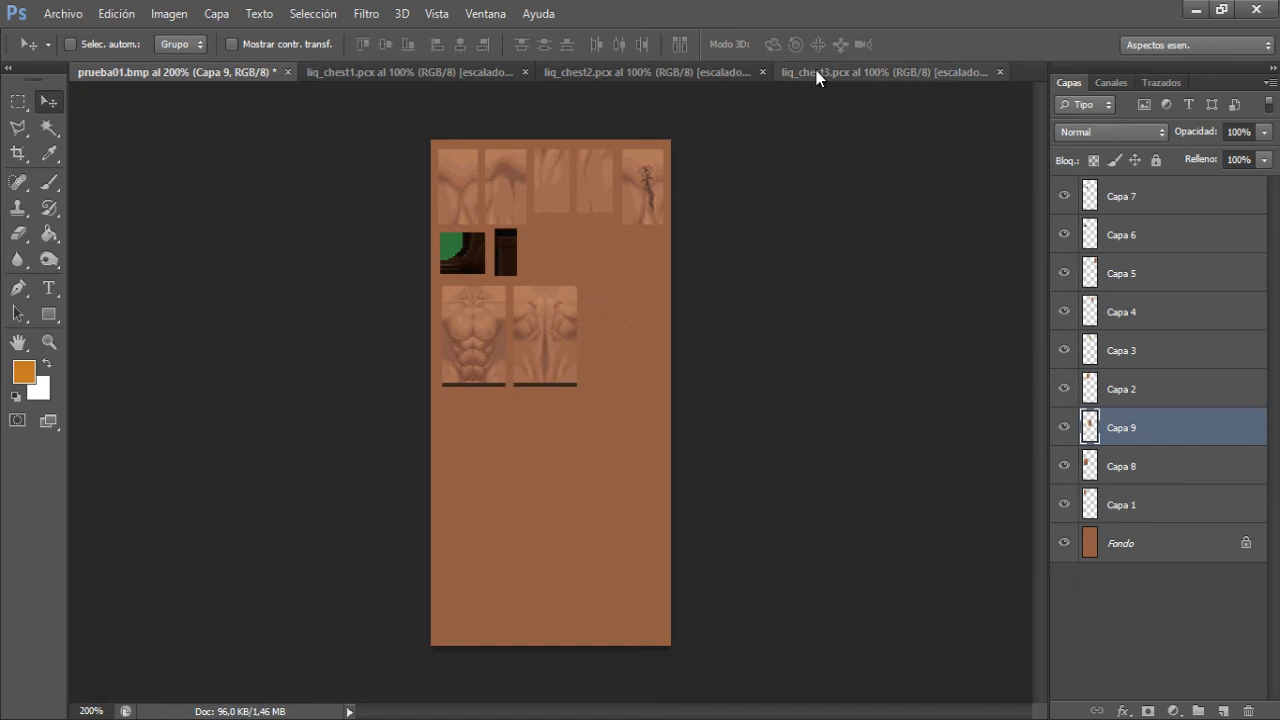 Ps Archivo Edición Imagen Capa Texto Selección Filtro 3D Vista Ventana Ayuda
Selec. autom.: Grupo Mostrar contr. transf. Modo 3D: Aspectos esen.
prueba01.bmp al 200% (Capa 9, RGB/8) * × liq_chest1.pcx al 100% (RGB/8) [escalado... × liq_chest2.pcx al 100% (RGB/8) [escalado... × liq_chest3.pcx al 100% (RGB/8) [escalado... ×
Capas Canales Trazados
Tipo
Normal Opacidad: 100%
Bloq.: Relleno: 100%
Capa 7
Capa 6
Capa 5
Capa 4
Capa 3
Capa 2
Capa 9
Capa 8
Capa 1
Fondo
200% Doc: 96,0 KB/1,46 MB